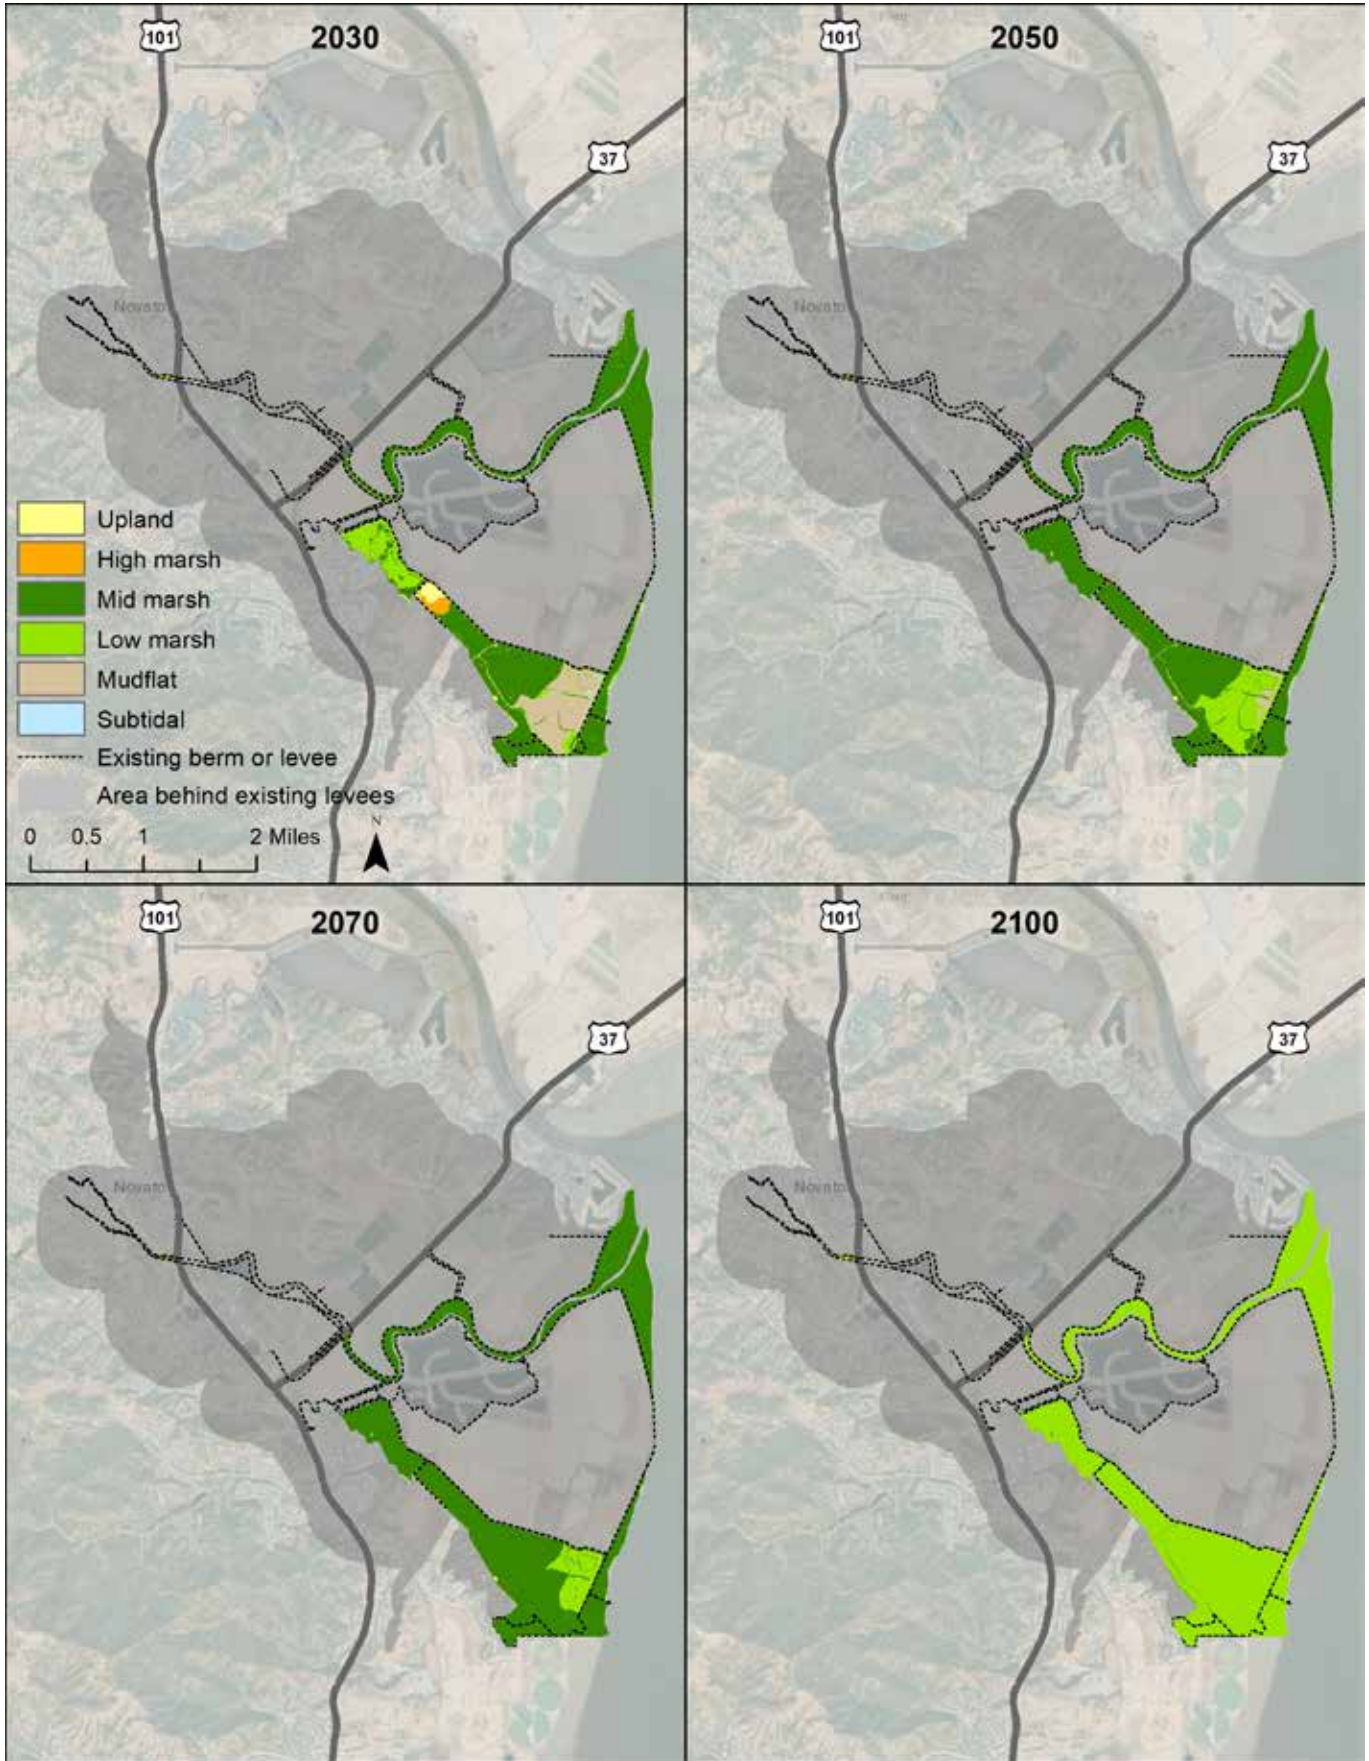 101
2030
37
Novato
Upland
High marsh
Mid marsh
Low marsh
Mudflat
Subtidal
Existing berm or levee
Area behind existing levees
0 0.5 1 2 Miles
N
101
2050
37
Novato
101
2070
37
Novato
101
2100
37
Novato